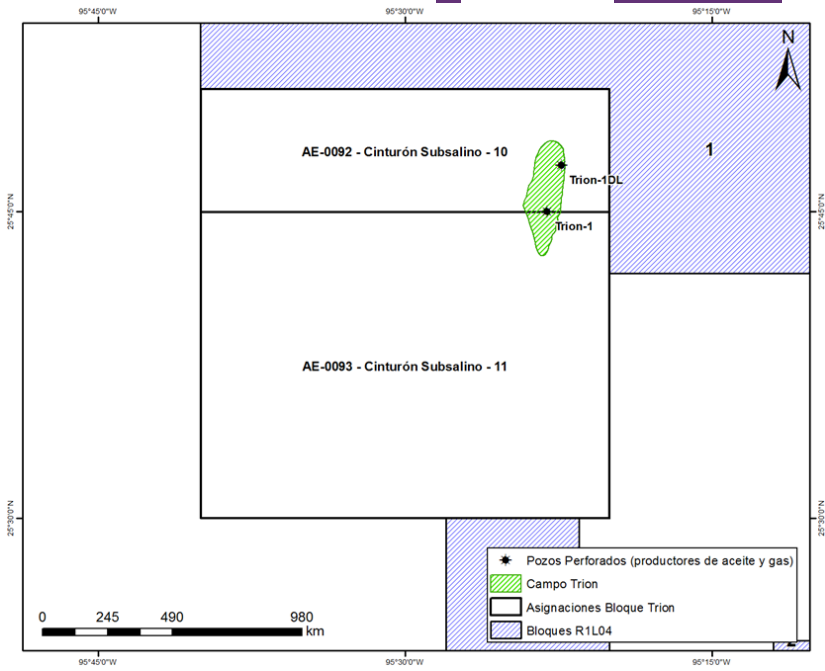 95°45'0"W 95°30'0"W 95°15'0"W
N
AE-0092 - Cinturón Subsalino - 10
1
Trion-1DL
25°45'0"N 25°45'0"N
Trion-1
AE-0093 - Cinturón Subsalino - 11
25°30'0"N 25°30'0"N
Pozos Perforados (productores de aceite y gas)
Campo Trion
Asignaciones Bloque Trion
Bloques R1L04
0 245 490 980
km
95°45'0"W 95°30'0"W 95°15'0"W